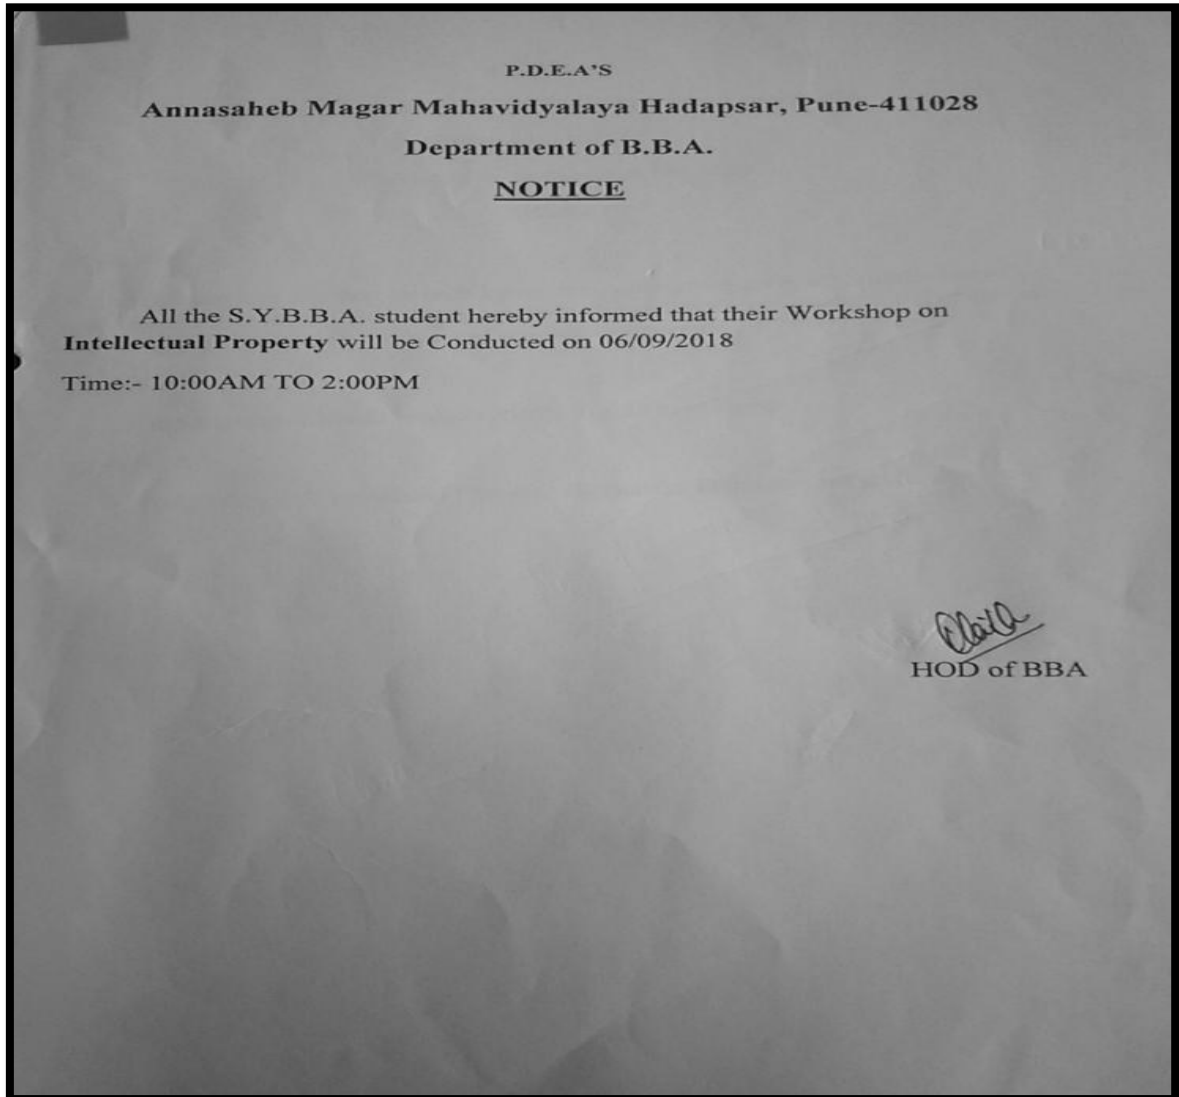 P.D.E.A'S
Annasaheb Magar Mahavidyalaya Hadapsar, Pune-411028
Department of B.B.A.
NOTICE
All the S.Y.B.B.A. student hereby informed that their Workshop on
Intellectual Property will be Conducted on 06/09/2018
Time:- 10:00AM TO 2:00PM
HOD of BBA